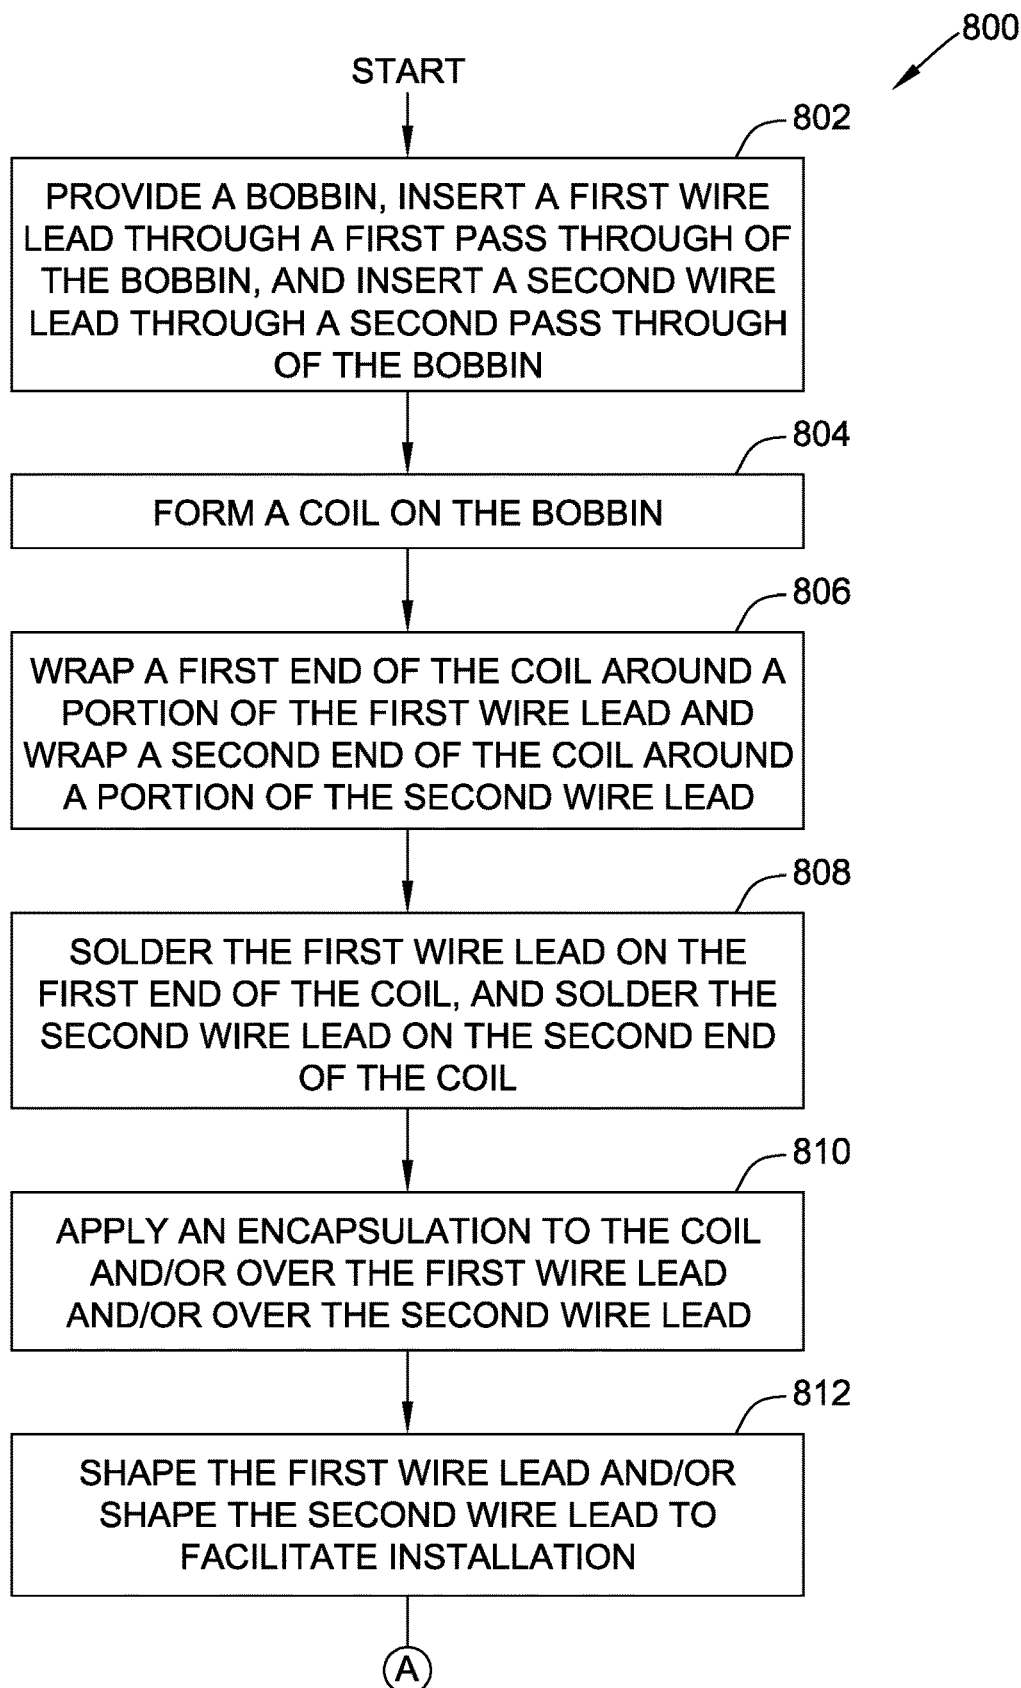 800
START
802
PROVIDE A BOBBIN, INSERT A FIRST WIRE
LEAD THROUGH A FIRST PASS THROUGH OF
THE BOBBIN, AND INSERT A SECOND WIRE
LEAD THROUGH A SECOND PASS THROUGH
OF THE BOBBIN
804
FORM A COIL ON THE BOBBIN
806
WRAP A FIRST END OF THE COIL AROUND A
PORTION OF THE FIRST WIRE LEAD AND
WRAP A SECOND END OF THE COIL AROUND
A PORTION OF THE SECOND WIRE LEAD
808
SOLDER THE FIRST WIRE LEAD ON THE
FIRST END OF THE COIL, AND SOLDER THE
SECOND WIRE LEAD ON THE SECOND END
OF THE COIL
810
APPLY AN ENCAPSULATION TO THE COIL
AND/OR OVER THE FIRST WIRE LEAD
AND/OR OVER THE SECOND WIRE LEAD
812
SHAPE THE FIRST WIRE LEAD AND/OR
SHAPE THE SECOND WIRE LEAD TO
FACILITATE INSTALLATION
A